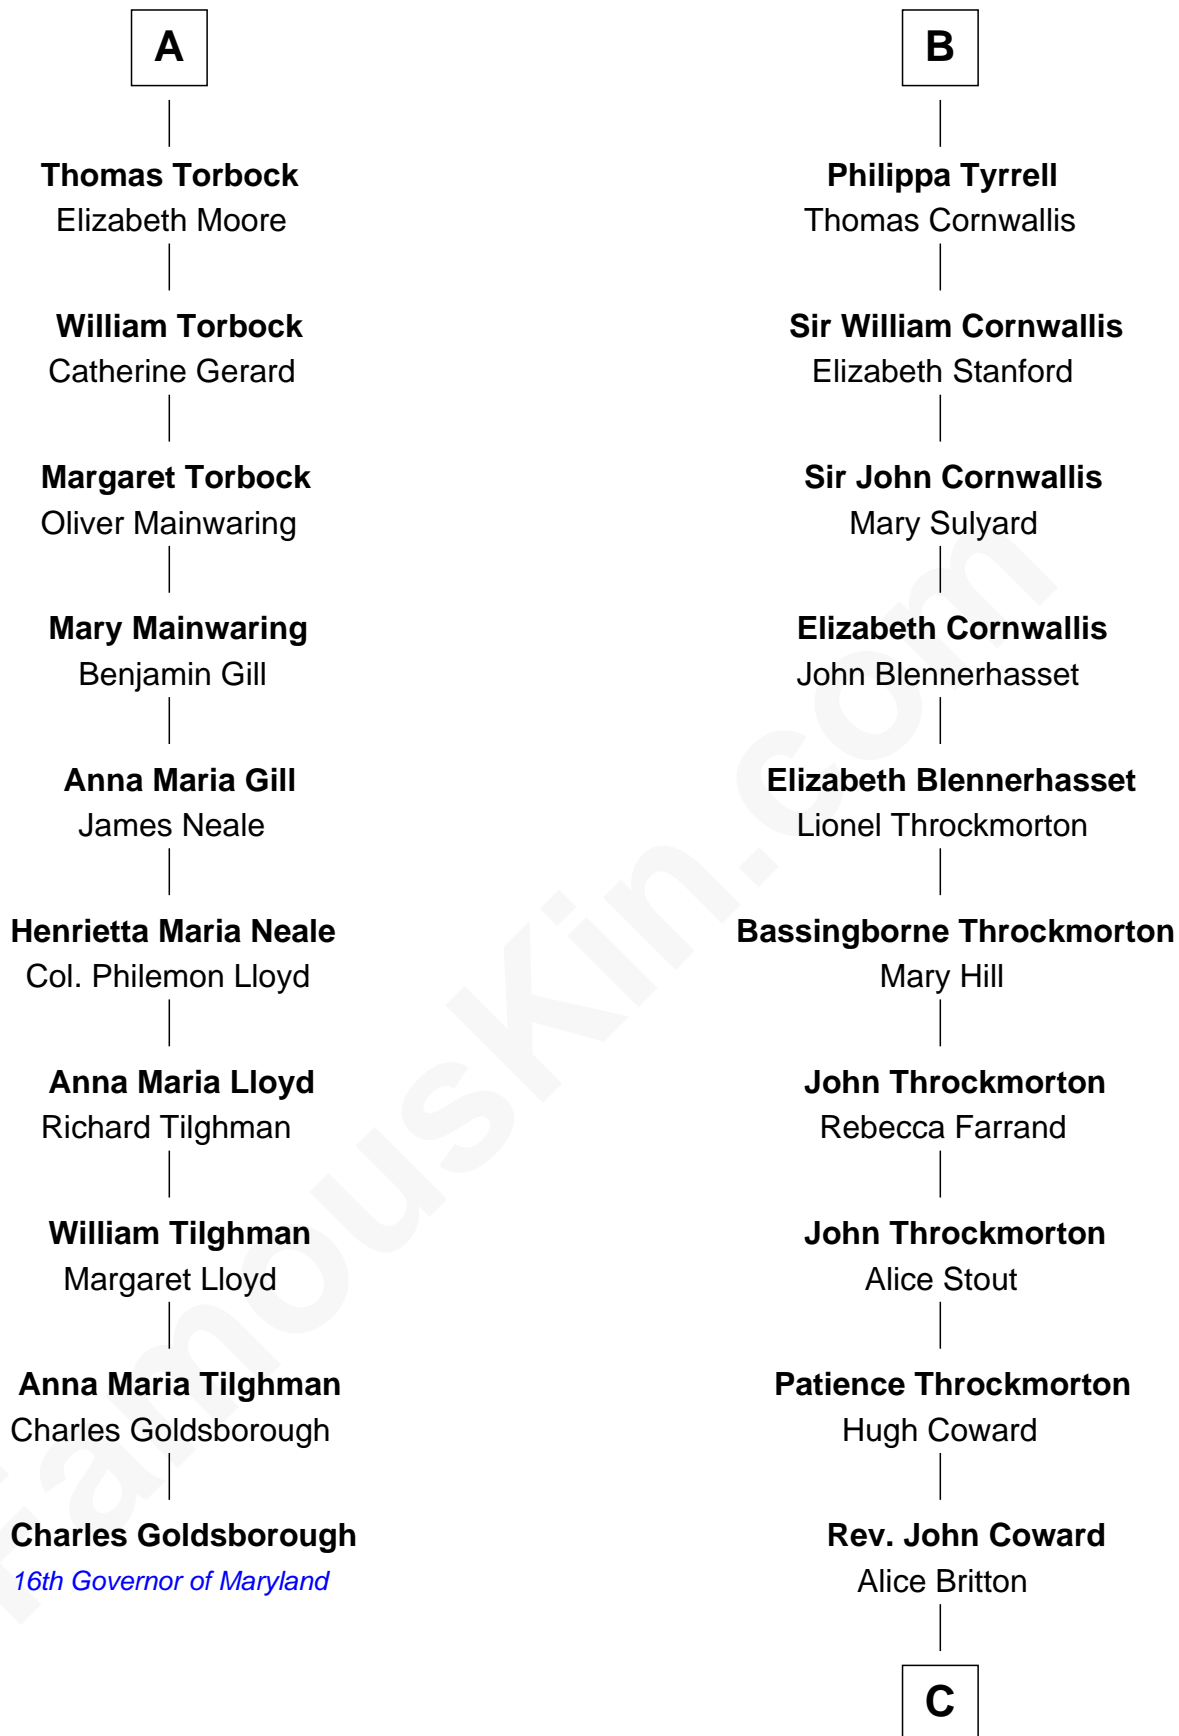 A
Thomas Torbock
Elizabeth Moore
William Torbock
Catherine Gerard
Margaret Torbock
Oliver Mainwaring
Mary Mainwaring
Benjamin Gill
Anna Maria Gill
James Neale
Henrietta Maria Neale
Col. Philemon Lloyd
Anna Maria Lloyd
Richard Tilghman
William Tilghman
Margaret Lloyd
Anna Maria Tilghman
Charles Goldsborough
Charles Goldsborough
16th Governor of Maryland
B
Philippa Tyrrell
Thomas Cornwallis
Sir William Cornwallis
Elizabeth Stanford
Sir John Cornwallis
Mary Sulyard
Elizabeth Cornwallis
John Blennerhasset
Elizabeth Blennerhasset
Lionel Throckmorton
Bassingborne Throckmorton
Mary Hill
John Throckmorton
Rebecca Farrand
John Throckmorton
Alice Stout
Patience Throckmorton
Hugh Coward
Rev. John Coward
Alice Britton
C
FamousKin.com